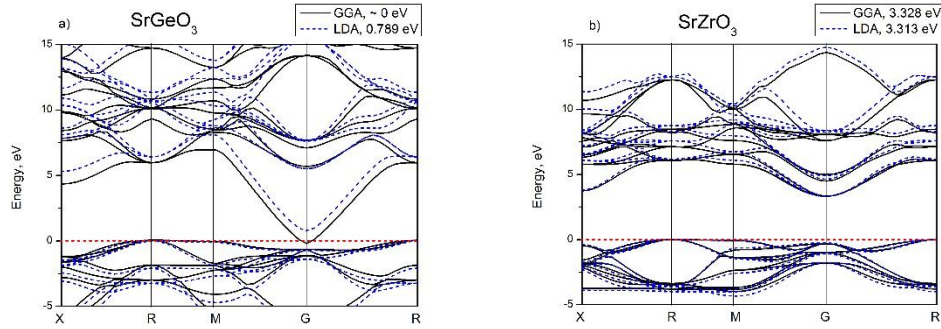 a)
SrGeO₃
GGA, ~ 0 eV
LDA, 0.789 eV
Energy, eV
15
10
5
0
-5
X
R
M
G
R
b)
SrZrO₃
GGA, 3.328 eV
LDA, 3.313 eV
Energy, eV
15
10
5
0
-5
X
R
M
G
R